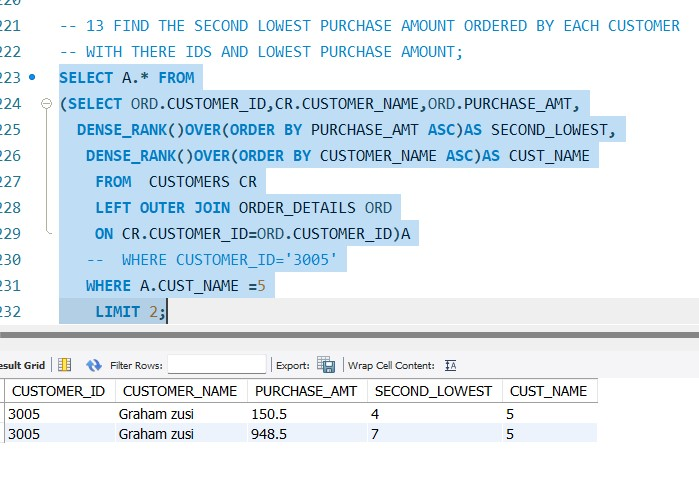 220
221 -- 13 FIND THE SECOND LOWEST PURCHASE AMOUNT ORDERED BY EACH CUSTOMER
222 -- WITH THERE IDS AND LOWEST PURCHASE AMOUNT;
223 SELECT A.* FROM
224 (SELECT ORD.CUSTOMER_ID,CR.CUSTOMER_NAME,ORD.PURCHASE_AMT,
225 DENSE_RANK()OVER(ORDER BY PURCHASE_AMT ASC)AS SECOND_LOWEST,
226 DENSE_RANK()OVER(ORDER BY CUSTOMER_NAME ASC)AS CUST_NAME
227 FROM CUSTOMERS CR
228 LEFT OUTER JOIN ORDER_DETAILS ORD
229 ON CR.CUSTOMER_ID=ORD.CUSTOMER_ID)A
230 -- WHERE CUSTOMER_ID='3005'
231 WHERE A.CUST_NAME =5
232 LIMIT 2;
esult Grid Filter Rows: Export: Wrap Cell Content: IA
CUSTOMER_ID CUSTOMER_NAME PURCHASE_AMT SECOND_LOWEST CUST_NAME
3005 Graham zusi 150.5 4 5
3005 Graham zusi 948.5 7 5